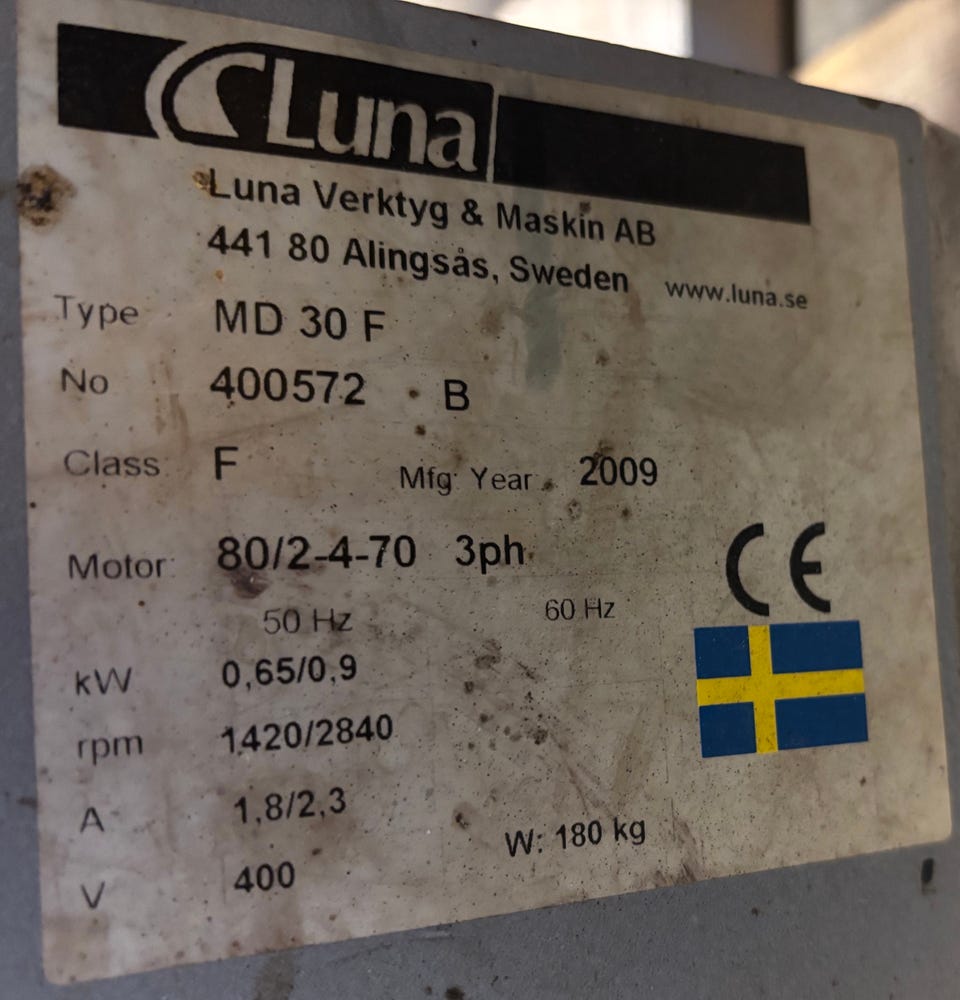 Luna
Luna Verktyg & Maskin AB
441 80 Alingsås, Sweden www.luna.se
Type MD 30 F
No 400572 B
Class F Mfg Year 2009
Motor 80/2-4-70 3ph
50 Hz 60 Hz
kW 0,65/0,9
rpm 1420/2840
A 1,8/2,3
V 400 W: 180 kg
CE